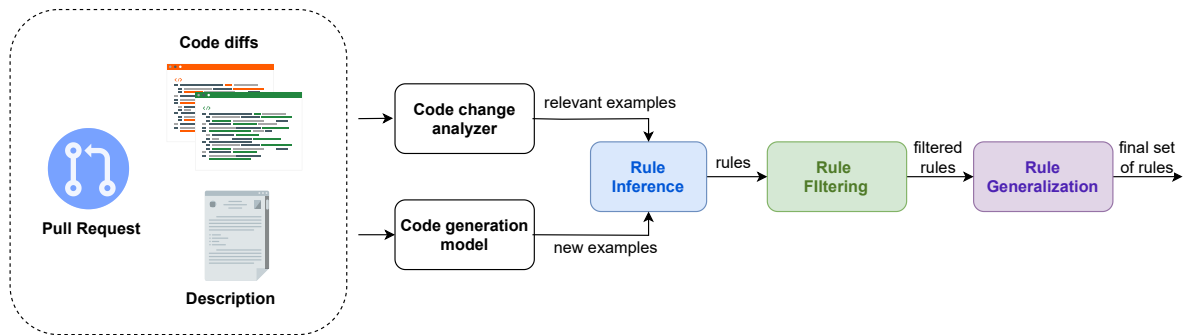 Code diffs
</>
</>
Pull Request
Description
Code change
analyzer
relevant examples
Code generation
model
new examples
Rule
Inference
rules
Rule
FIltering
filtered
rules
Rule
Generalization
final set
of rules